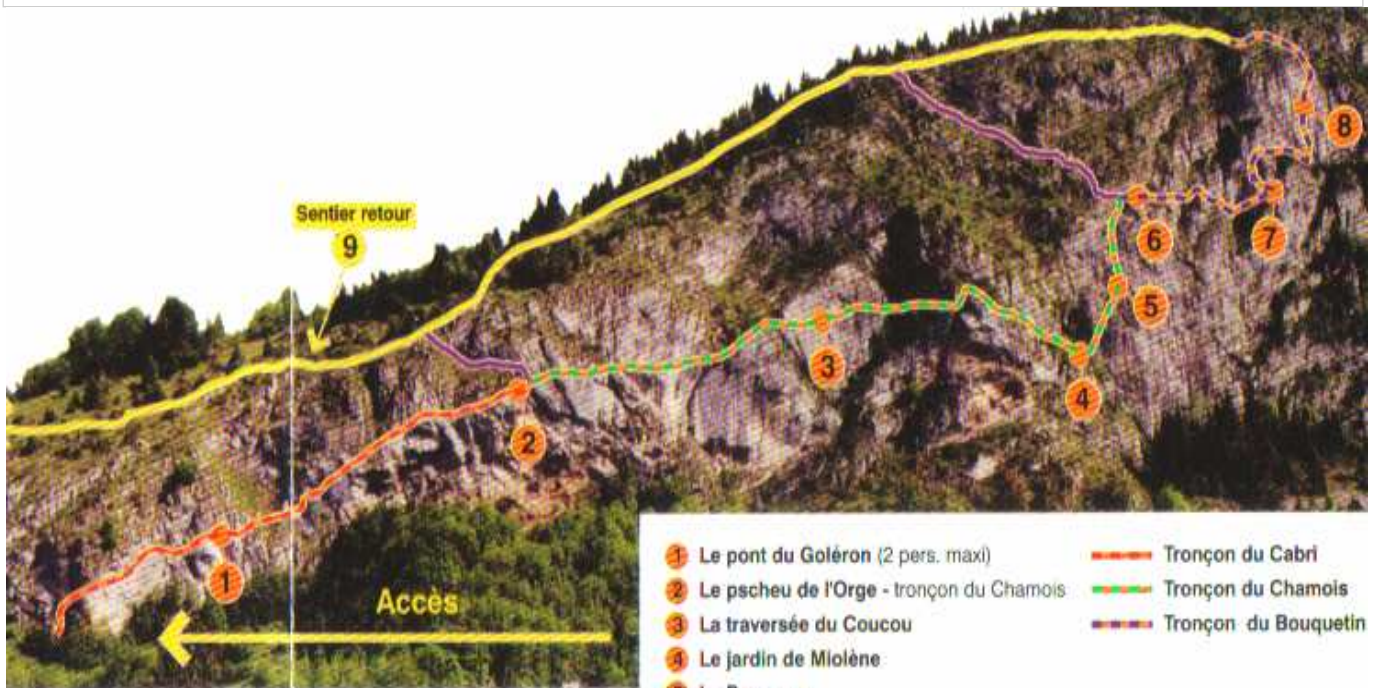 8
Sentier retour
9
6
7
5
3
4
2
1
Accès
1 Le pont du Goléron (2 pers. maxi)
2 Le pscheu de l'Orge - tronçon du Chamois
3 La traversée du Coucou
4 Le jardin de Miolène
Tronçon du Cabri
Tronçon du Chamois
Tronçon du Bouquetin